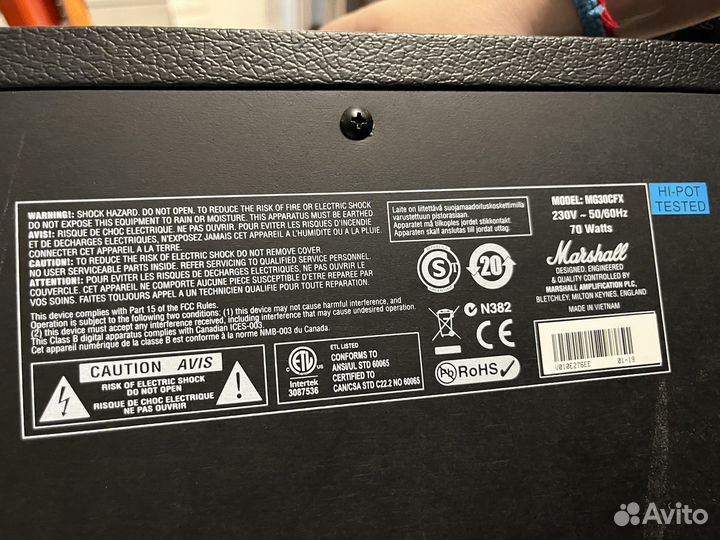 WARNING!: SHOCK HAZARD. DO NOT OPEN. TO REDUCE THE RISK OF FIRE OR ELECTRIC SHOCK
DO NOT EXPOSE THIS EQUIPMENT TO RAIN OR MOISTURE. THIS APPARATUS MUST BE EARTHED
AVIS!: RISQUE DE CHOC ELECTRIQUE. NE PAS OUVRIR. POUR EVITER LES RISQUES D'INCENDIE
ET DE DECHARGES ELECTRIQUES, N'EXPOSEZ JAMAIS CET APPAREIL A L'HUMIDITE OU A LA PLUIE.
CONNECTER CET APPAREIL A LA TERRE.
CAUTION!: TO REDUCE THE RISK OF ELECTRIC SHOCK DO NOT REMOVE COVER.
NO USER SERVICEABLE PARTS INSIDE. REFER SERVICING TO QUALIFIED SERVICE PERSONNEL.
ATTENTION!: POUR EVITER LES RISQUES DE DECHARGES ELECTRIQUE NE PAS RETIRER LE
COUVERCLE. CET APPAREIL NE COMPORTE AUCUNE PIECE SUSCEPTIBLE D'ETRE REPARE PAR
VOS SOINS. FAITES TOUJOURS APPEL A UN TECHNICIEN QUALIFIE POUR TOUTE REPARATION.
This device complies with Part 15 of the FCC Rules.
Operation is subject to the following two conditions: (1) this device may not cause harmful interference, and
(2) this device must accept any interference received, including interference that may cause undesired operation.
This Class B digital apparatus complies with Canadian ICES-003.
Cet appareil numérique de la classe B est conforme à la norme NMB-003 du Canada.
CAUTION AVIS
RISK OF ELECTRIC SHOCK
DO NOT OPEN
RISQUE DE CHOC ELECTRIQUE
NE PAS OUVRIR
ETL
Intertek
3087536
ETL LISTED
CONFORMS TO
ANSI/UL STD 60065
CERTIFIED TO
CAN/CSA STD C22.2 NO 60065
Laite on liitettävä suojamaadoituskoskettimilla
varustettuun pistorasiaan.
Apparatet må tilkoples jordet stikkontakt.
Apparaten skall anslutas till jordat uttag.
S
20
N382
CE
Pb RoHS
MODEL: MG30CFX
230V ~ 50/60Hz
70 Watts
Marshall
DESIGNED, ENGINEERED
& QUALITY CONTROLLED BY
MARSHALL AMPLIFICATION PLC,
BLETCHLEY, MILTON KEYNES, ENGLAND
MADE IN VIETNAM
V010E276EE 01-19
HI-POT
TESTED
Avito